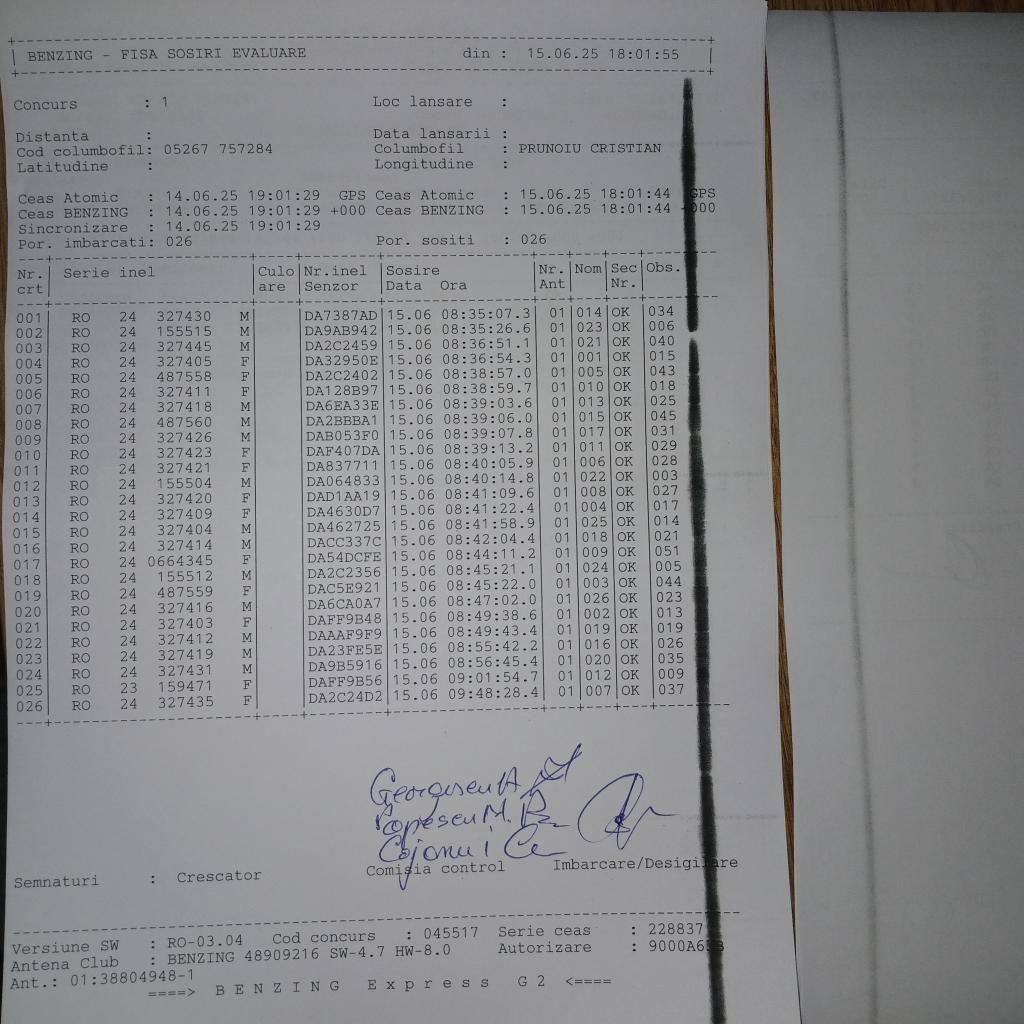 BENZING - FISA SOSIRI EVALUARE din : 15.06.25 18:01:55
Concurs : 1 Loc lansare :
Distanta : Data lansarii :
Cod columbofil: 05267 757284 Columbofil : PRUNOIU CRISTIAN
Latitudine : Longitudine :
Ceas Atomic : 14.06.25 19:01:29 GPS Ceas Atomic : 15.06.25 18:01:44 GPS
Ceas BENZING : 14.06.25 19:01:29 +000 Ceas BENZING : 15.06.25 18:01:44 +000
Sincronizare : 14.06.25 19:01:29
Por. imbarcati: 026 Por. sositi : 026
Nr. Serie inel Culo Nr.inel Sosire Nr. Nom Sec Obs.
crt are Senzor Data Ora Ant Nr.
001 RO 24 327430 M DA7387AD 15.06 08:35:07.3 01 014 OK 034
002 RO 24 155515 M DA9AB942 15.06 08:35:26.6 01 023 OK 006
003 RO 24 327445 M DA2C2459 15.06 08:36:51.1 01 021 OK 040
004 RO 24 327405 F DA32950E 15.06 08:36:54.3 01 001 OK 015
005 RO 24 487558 F DA2C2402 15.06 08:38:57.0 01 005 OK 043
006 RO 24 327411 F DA128B97 15.06 08:38:59.7 01 010 OK 018
007 RO 24 327418 M DA6EA33E 15.06 08:39:03.6 01 013 OK 025
008 RO 24 487560 M DA2BBBA1 15.06 08:39:06.0 01 015 OK 045
009 RO 24 327426 M DAB053F0 15.06 08:39:07.8 01 017 OK 031
010 RO 24 327423 F DAF407DA 15.06 08:39:13.2 01 011 OK 029
011 RO 24 327421 F DA837711 15.06 08:40:05.9 01 006 OK 028
012 RO 24 155504 M DA064833 15.06 08:40:14.8 01 022 OK 003
013 RO 24 327420 F DAD1AA19 15.06 08:41:09.6 01 008 OK 027
014 RO 24 327409 F DA4630D7 15.06 08:41:22.4 01 004 OK 017
015 RO 24 327404 M DA462725 15.06 08:41:58.9 01 025 OK 014
016 RO 24 327414 M DACC337C 15.06 08:42:04.4 01 018 OK 021
017 RO 24 0664345 F DA54DCFE 15.06 08:44:11.2 01 009 OK 051
018 RO 24 155512 M DA2C2356 15.06 08:45:21.1 01 024 OK 005
019 RO 24 487559 F DAC5E921 15.06 08:45:22.0 01 003 OK 044
020 RO 24 327416 M DA6CA0A7 15.06 08:47:02.0 01 026 OK 023
021 RO 24 327403 F DAFF9B48 15.06 08:49:38.6 01 002 OK 013
022 RO 24 327412 M DAAAF9F9 15.06 08:49:43.4 01 019 OK 019
023 RO 24 327419 M DA23FE5E 15.06 08:55:42.2 01 016 OK 026
024 RO 24 327431 M DA9B5916 15.06 08:56:45.4 01 020 OK 035
025 RO 23 159471 F DAFF9B56 15.06 09:01:54.7 01 012 OK 009
026 RO 24 327435 F DA2C24D2 15.06 09:48:28.4 01 007 OK 037
Popescu M.
Semnaturi : Crescator Comisia control Imbarcare/Desigilare
Versiune SW : RO-03.04 Cod concurs : 045517 Serie ceas : 228837
Antena Club : BENZING 48909216 SW-4.7 HW-8.0 Autorizare :
Ant.: 01:38804948-1
====> B E N Z I N G E x p r e s s G 2 <====